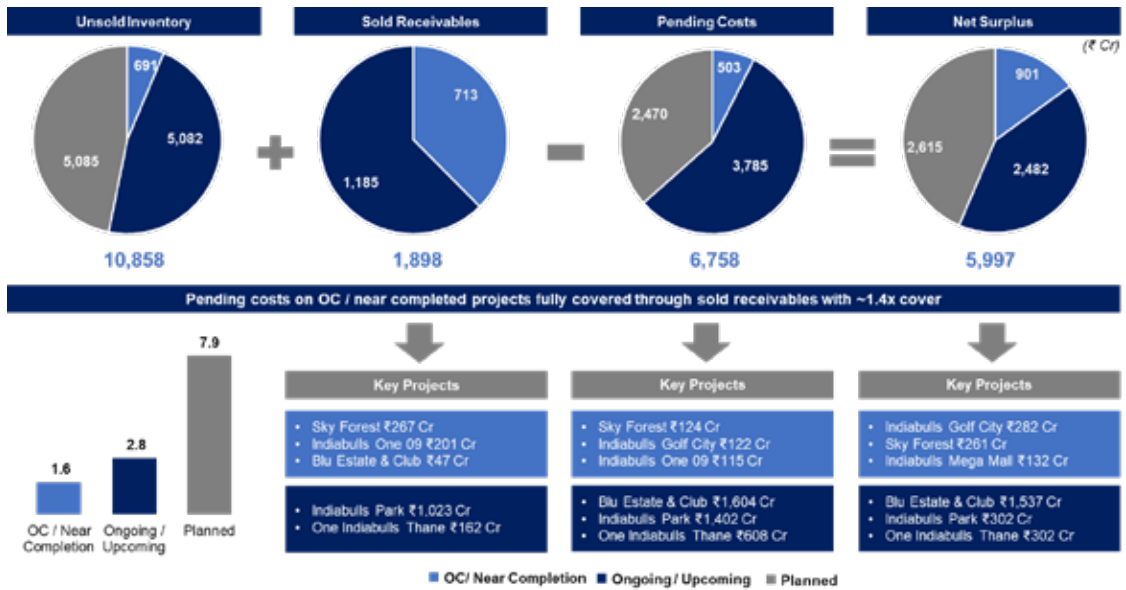 Unsold Inventory
Sold Receivables
Pending Costs
Net Surplus
(₹ Cr)
691
5,082
5,085
713
1,185
503
3,785
2,470
901
2,482
2,615
10,858
1,898
6,758
5,997
Pending costs on OC / near completed projects fully covered through sold receivables with ~1.4x cover
1.6
2.8
7.9
OC / Near
Completion
Ongoing /
Upcoming
Planned
Key Projects
• Sky Forest ₹267 Cr
• Indiabulls One 09 ₹201 Cr
• Blu Estate & Club ₹47 Cr
• Indiabulls Park ₹1,023 Cr
• One Indiabulls Thane ₹162 Cr
Key Projects
• Sky Forest ₹124 Cr
• Indiabulls Golf City ₹122 Cr
• Indiabulls One 09 ₹115 Cr
• Blu Estate & Club ₹1,604 Cr
• Indiabulls Park ₹1,402 Cr
• One Indiabulls Thane ₹608 Cr
Key Projects
• Indiabulls Golf City ₹282 Cr
• Sky Forest ₹261 Cr
• Indiabulls Mega Mall ₹132 Cr
• Blu Estate & Club ₹1,537 Cr
• Indiabulls Park ₹302 Cr
• One Indiabulls Thane ₹302 Cr
OC/ Near Completion
Ongoing / Upcoming
Planned